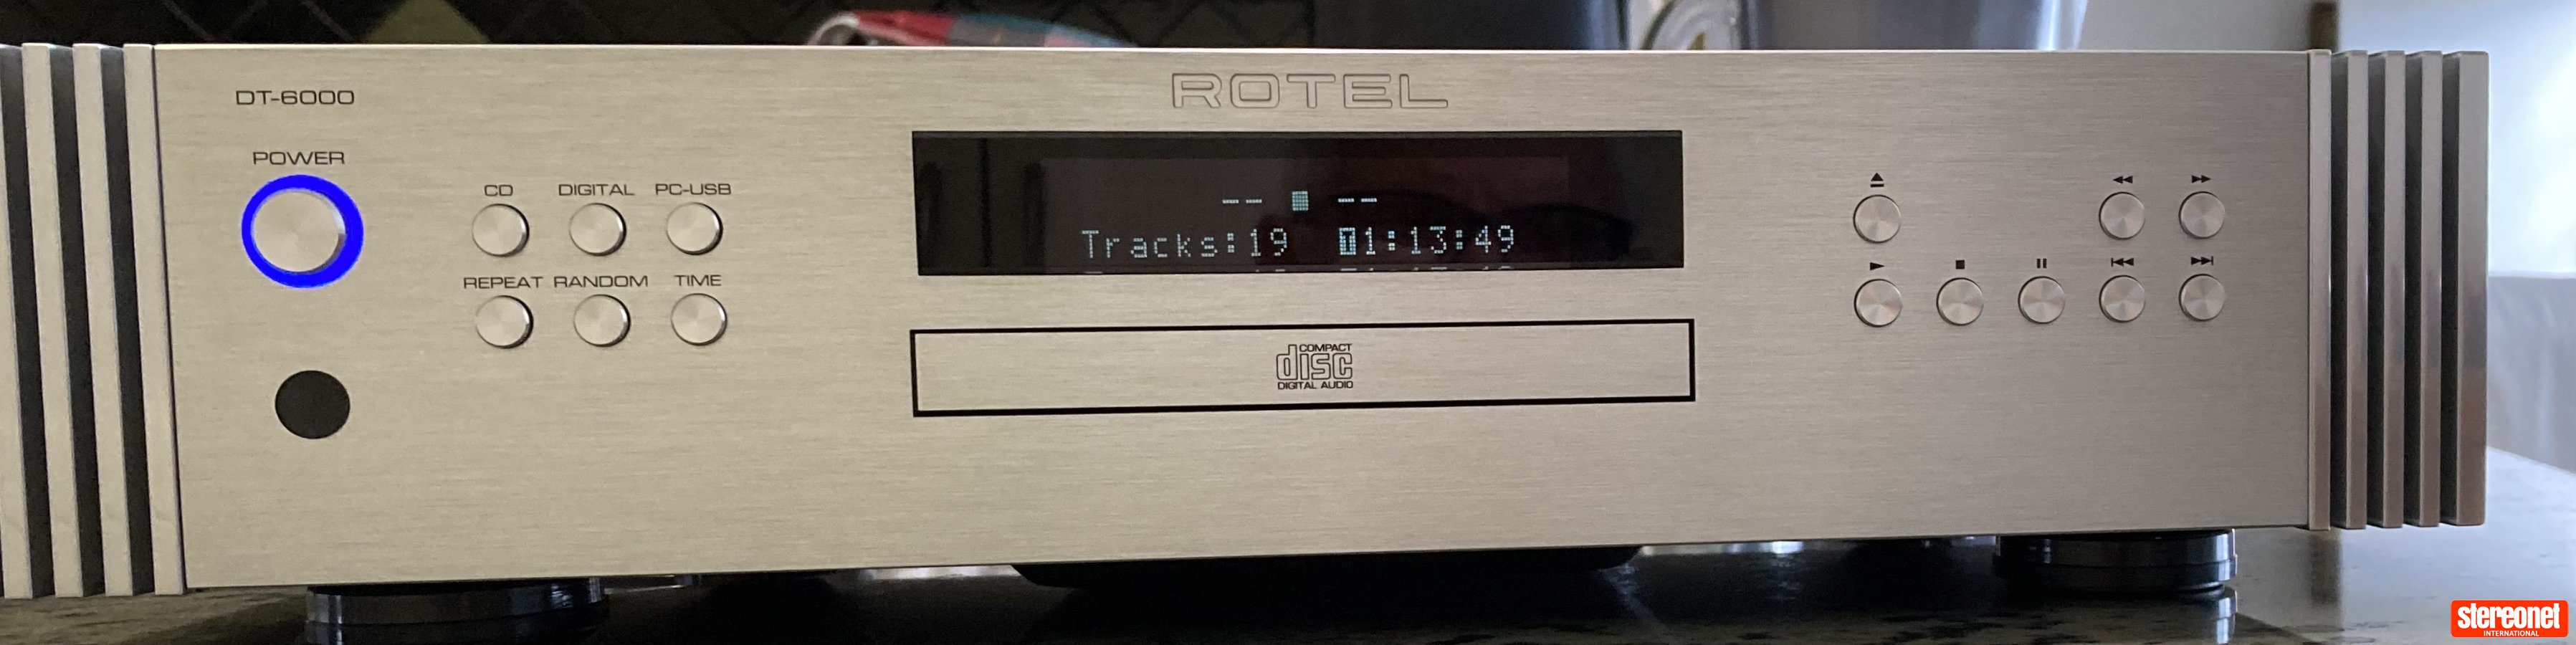 ROTEL
DT-6000
POWER
CD DIGITAL PC-USB
REPEAT RANDOM TIME
-- ■ --
Tracks:19 T1:13:49
COMPACT
disc
DIGITAL AUDIO
stereonet
INTERNATIONAL